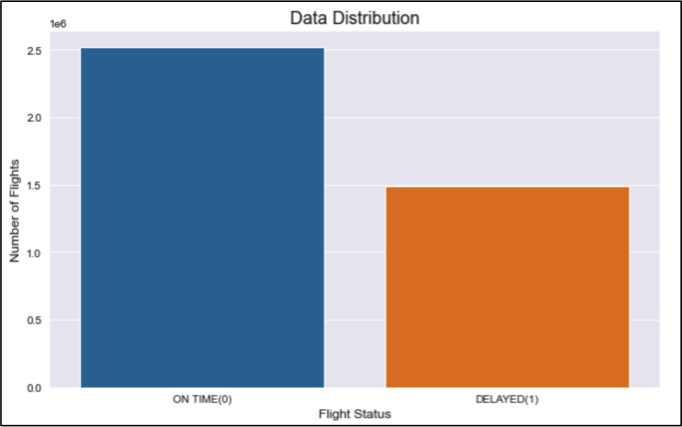 Data Distribution
1e6
2.5
2.0
1.5
1.0
0.5
0.0
Number of Flights
ON TIME(0)
DELAYED(1)
Flight Status